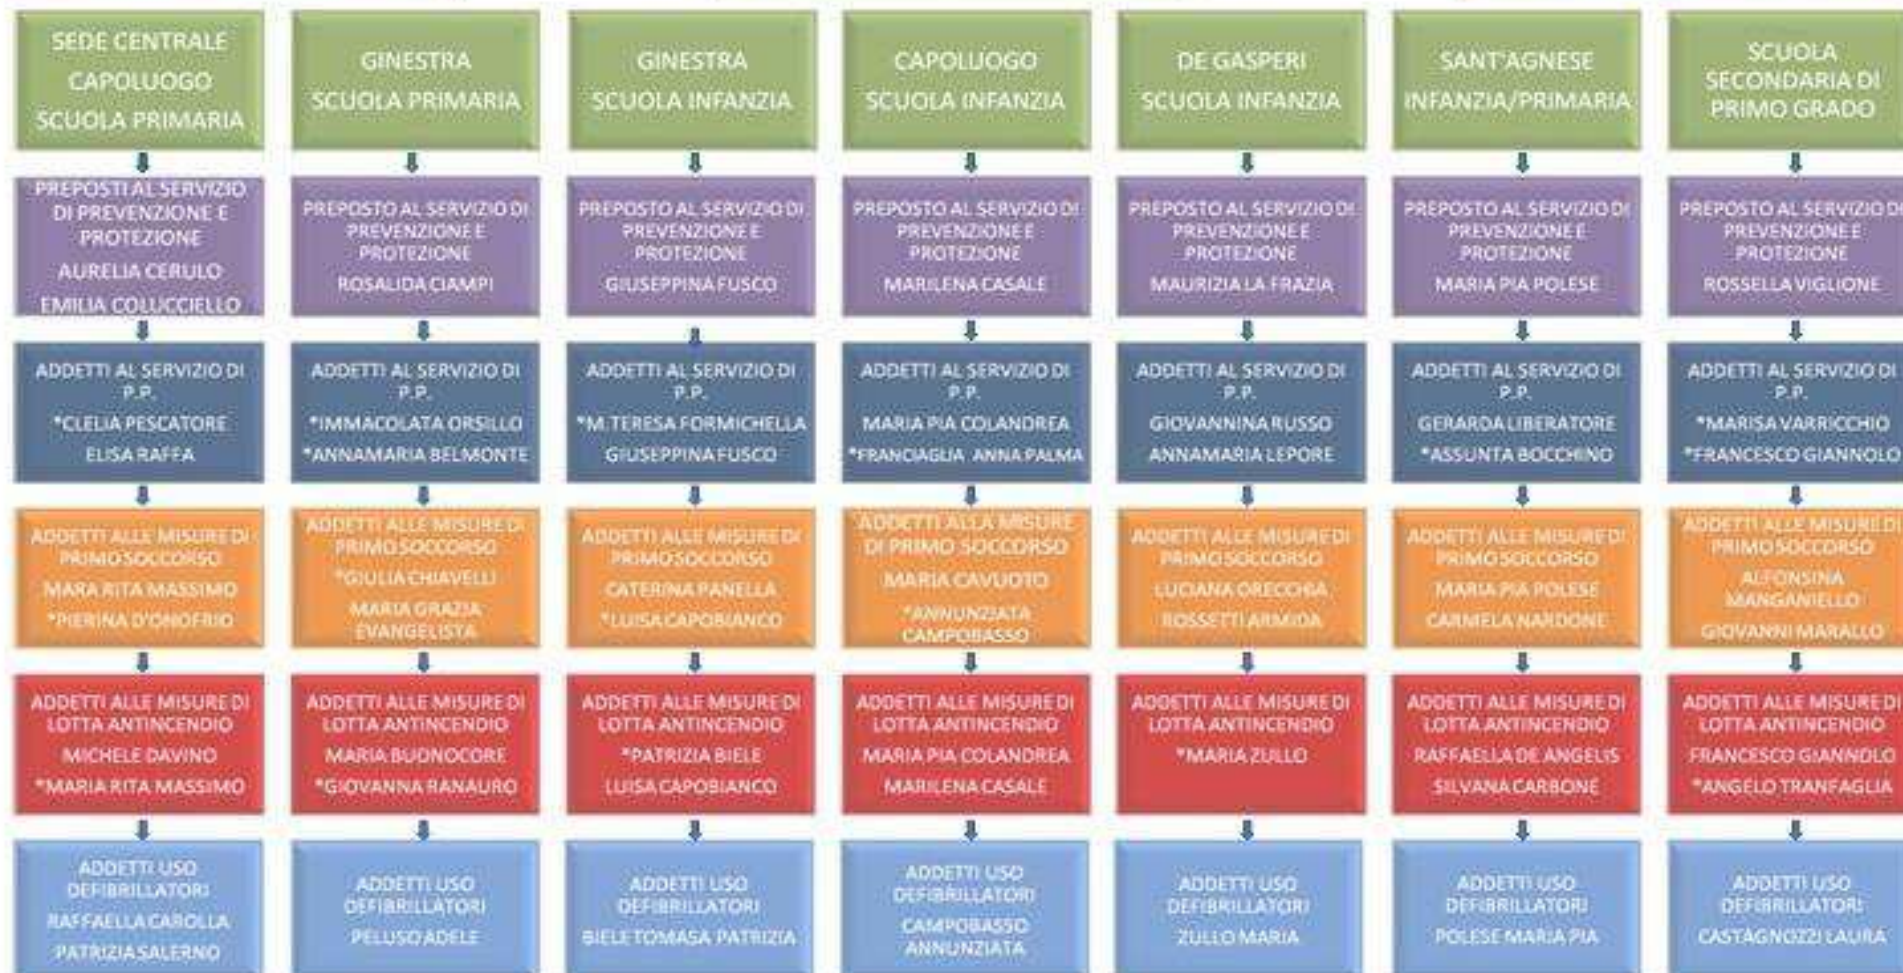 SEDE CENTRALE
CAPOLUOGO
SCUOLA PRIMARIA
GINESTRA
SCUOLA PRIMARIA
GINESTRA
SCUOLA INFANZIA
CAPOLUOGO
SCUOLA INFANZIA
DE GASPERI
SCUOLA INFANZIA
SANT'AGNESE
INFANZIA/PRIMARIA
SCUOLA
SECONDARIA DI
PRIMO GRADO
PREPOSTI AL SERVIZIO
DI PREVENZIONE E
PROTEZIONE
AURELIA CERULO
EMILIA COLUCCIELLO
PREPOSTO AL SERVIZIO DI
PREVENZIONE E
PROTEZIONE
ROSALIDA CIAMPI
PREPOSTO AL SERVIZIO DI
PREVENZIONE E
PROTEZIONE
GIUSEPPINA FUSCO
PREPOSTO AL SERVIZIO DI
PREVENZIONE E
PROTEZIONE
MARILENA CASALE
PREPOSTO AL SERVIZIO DI
PREVENZIONE E
PROTEZIONE
MAURIZIA LA FRAZIA
PREPOSTO AL SERVIZIO DI
PREVENZIONE E
PROTEZIONE
MARIA PIA POLESE
PREPOSTO AL SERVIZIO DI
PREVENZIONE E
PROTEZIONE
ROSSELLA VIGLIONE
ADDETTI AL SERVIZIO DI
P.P.
*CLELIA PESCATORE
ELISA RAFFA
ADDETTI AL SERVIZIO DI
P.P.
*IMMACOLATA ORSILLO
*ANNAMARIA BELMONTE
ADDETTI AL SERVIZIO DI
P.P.
*M.TERESA FORMICHELLA
GIUSEPPINA FUSCO
ADDETTI AL SERVIZIO DI
P.P.
MARIA PIA COLANDREA
*FRANCIAGLIA ANNA PALMA
ADDETTI AL SERVIZIO DI
P.P.
GIOVANNINA RUSSO
ANNAMARIA LEPORE
ADDETTI AL SERVIZIO DI
P.P.
GERARDA LIBERATORE
*ASSUNTA BOCCHINO
ADDETTI AL SERVIZIO DI
P.P.
*MARISA VARRICCHIO
*FRANCESCO GIANNOLO
ADDETTI ALLE MISURE DI
PRIMO SOCCORSO
MARA RITA MASSIMO
*PIERINA D'ONOFRIO
ADDETTI ALLE MISURE DI
PRIMO SOCCORSO
*GIULIA CHIAVELLI
MARIA GRAZIA
EVANGELISTA
ADDETTI ALLE MISURE DI
PRIMO SOCCORSO
CATERINA PANELLA
*LUISA CAPOBIANCO
ADDETTI ALLA MISURE
DI PRIMO SOCCORSO
MARIA CAVUOTO
*ANNUNZIATA
CAMPOBASSO
ADDETTI ALLE MISURE DI
PRIMO SOCCORSO
LUCIANA ORECCHIA
ROSSETTI ARMIDA
ADDETTI ALLE MISURE DI
PRIMO SOCCORSO
MARIA PIA POLESE
CARMELA NARDONE
ADDETTI ALLE MISURE DI
PRIMO SOCCORSO
ALFONSINA
MANGANIELLO
GIOVANNI MARALLO
ADDETTI ALLE MISURE DI
LOTTA ANTINCENDIO
MICHELE DAVINO
*MARIA RITA MASSIMO
ADDETTI ALLE MISURE DI
LOTTA ANTINCENDIO
MARIA BUONOCORE
*GIOVANNA RANAURO
ADDETTI ALLE MISURE DI
LOTTA ANTINCENDIO
*PATRIZIA BIELE
LUISA CAPOBIANCO
ADDETTI ALLE MISURE DI
LOTTA ANTINCENDIO
MARIA PIA COLANDREA
MARILENA CASALE
ADDETTI ALLE MISURE DI
LOTTA ANTINCENDIO
*MARIA ZULLO
ADDETTI ALLE MISURE DI
LOTTA ANTINCENDIO
RAFFAELLA DE ANGELIS
SILVANA CARBONE
ADDETTI ALLE MISURE DI
LOTTA ANTINCENDIO
FRANCESCO GIANNOLO
*ANGELO TRANFAGLIA
ADDETTI USO
DEFIBRILLATORI
RAFFAELLA CAROLLA
PATRIZIA SALERNO
ADDETTI USO
DEFIBRILLATORI
PELUSO ADELE
ADDETTI USO
DEFIBRILLATORI
BIELE TOMASA PATRIZIA
ADDETTI USO
DEFIBRILLATORI
CAMPOBASSO
ANNUNZIATA
ADDETTI USO
DEFIBRILLATORI
ZULLO MARIA
ADDETTI USO
DEFIBRILLATORI
POLESE MARIA PIA
ADDETTI USO
DEFIBRILLATORI
CASTAGNOZZI LAURA